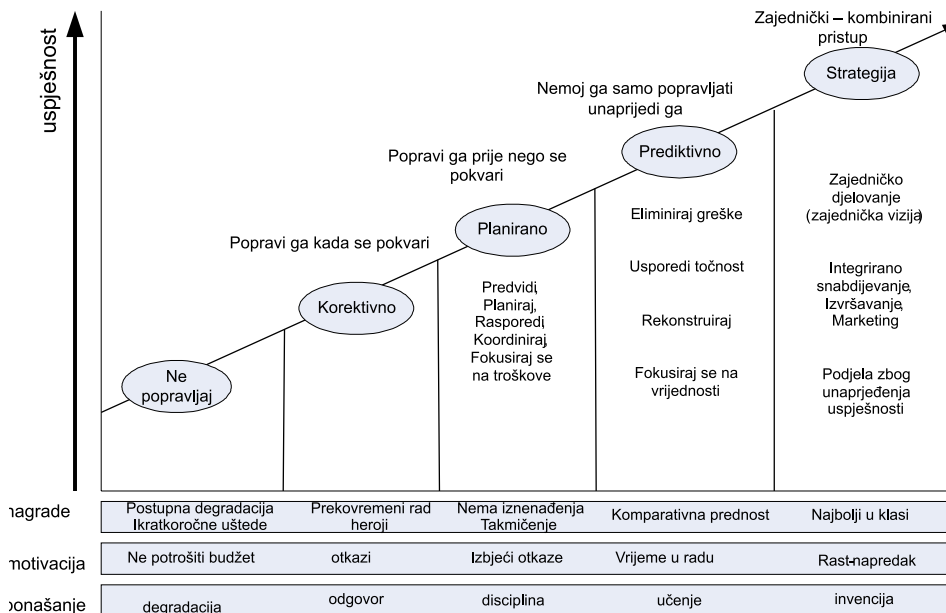 uspješnost
Zajednički – kombinirani
pristup
Strategija
Nemoj ga samo popravljati
unaprijedi ga
Prediktivno
Popravi ga prije nego se
pokvari
Planirano
Popravi ga kada se pokvari
Korektivno
Ne
popravljaj
Predvidi,
Planiraj,
Rasporedi,
Koordiniraj,
Fokusiraj se
na troškove
Eliminiraj greške
Usporedi točnost
Rekonstruiraj
Fokusiraj se na
vrijednosti
Zajedničko
djelovanje
(zajednička vizija)
Integrirano
snabdijevanje,
Izvršavanje,
Marketing
Podjela zbog
unaprjeđenja
uspješnosti
nagrade
Postupna degradacija
Ikratkoročne uštede
Prekovremeni rad
heroji
Nema iznenađenja
Takmičenje
Komparativna prednost
Najbolji u klasi
motivacija
Ne potrošiti budžet
otkazi
Izbjeći otkaze
Vrijeme u radu
Rast-napredak
ponašanje
degradacija
odgovor
disciplina
učenje
invencija